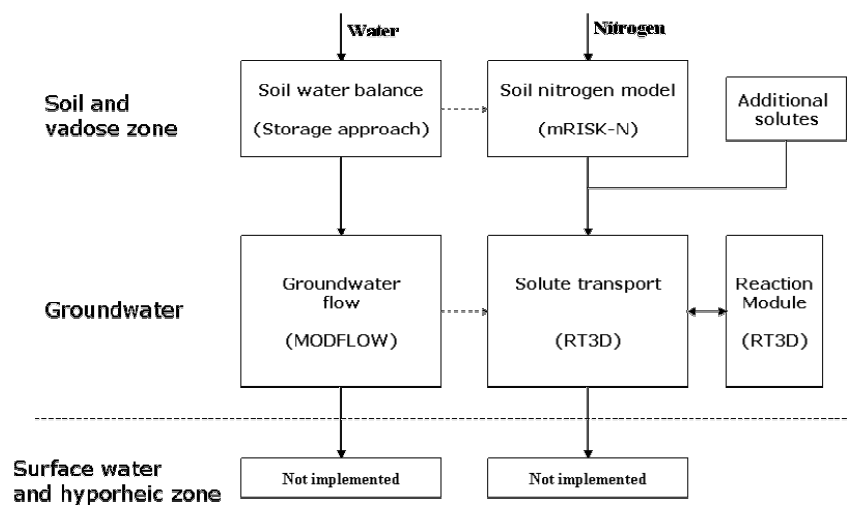 Water
Nitrogen
Soil and
vadose zone
Soil water balance
(Storage approach)
Soil nitrogen model
(mRISK-N)
Additional
solutes
Groundwater
Groundwater
flow
(MODFLOW)
Solute transport
(RT3D)
Reaction
Module
(RT3D)
Surface water
and hyporheic zone
Not implemented
Not implemented